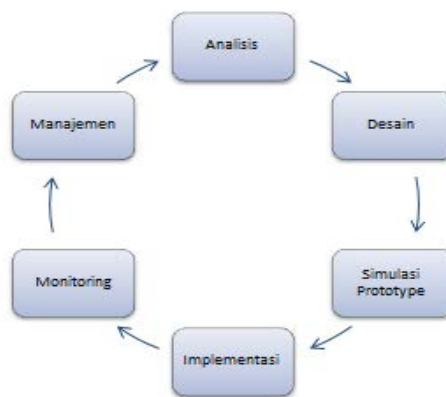 Analisis
Desain
Simulasi
Prototype
Implementasi
Monitoring
Manajemen